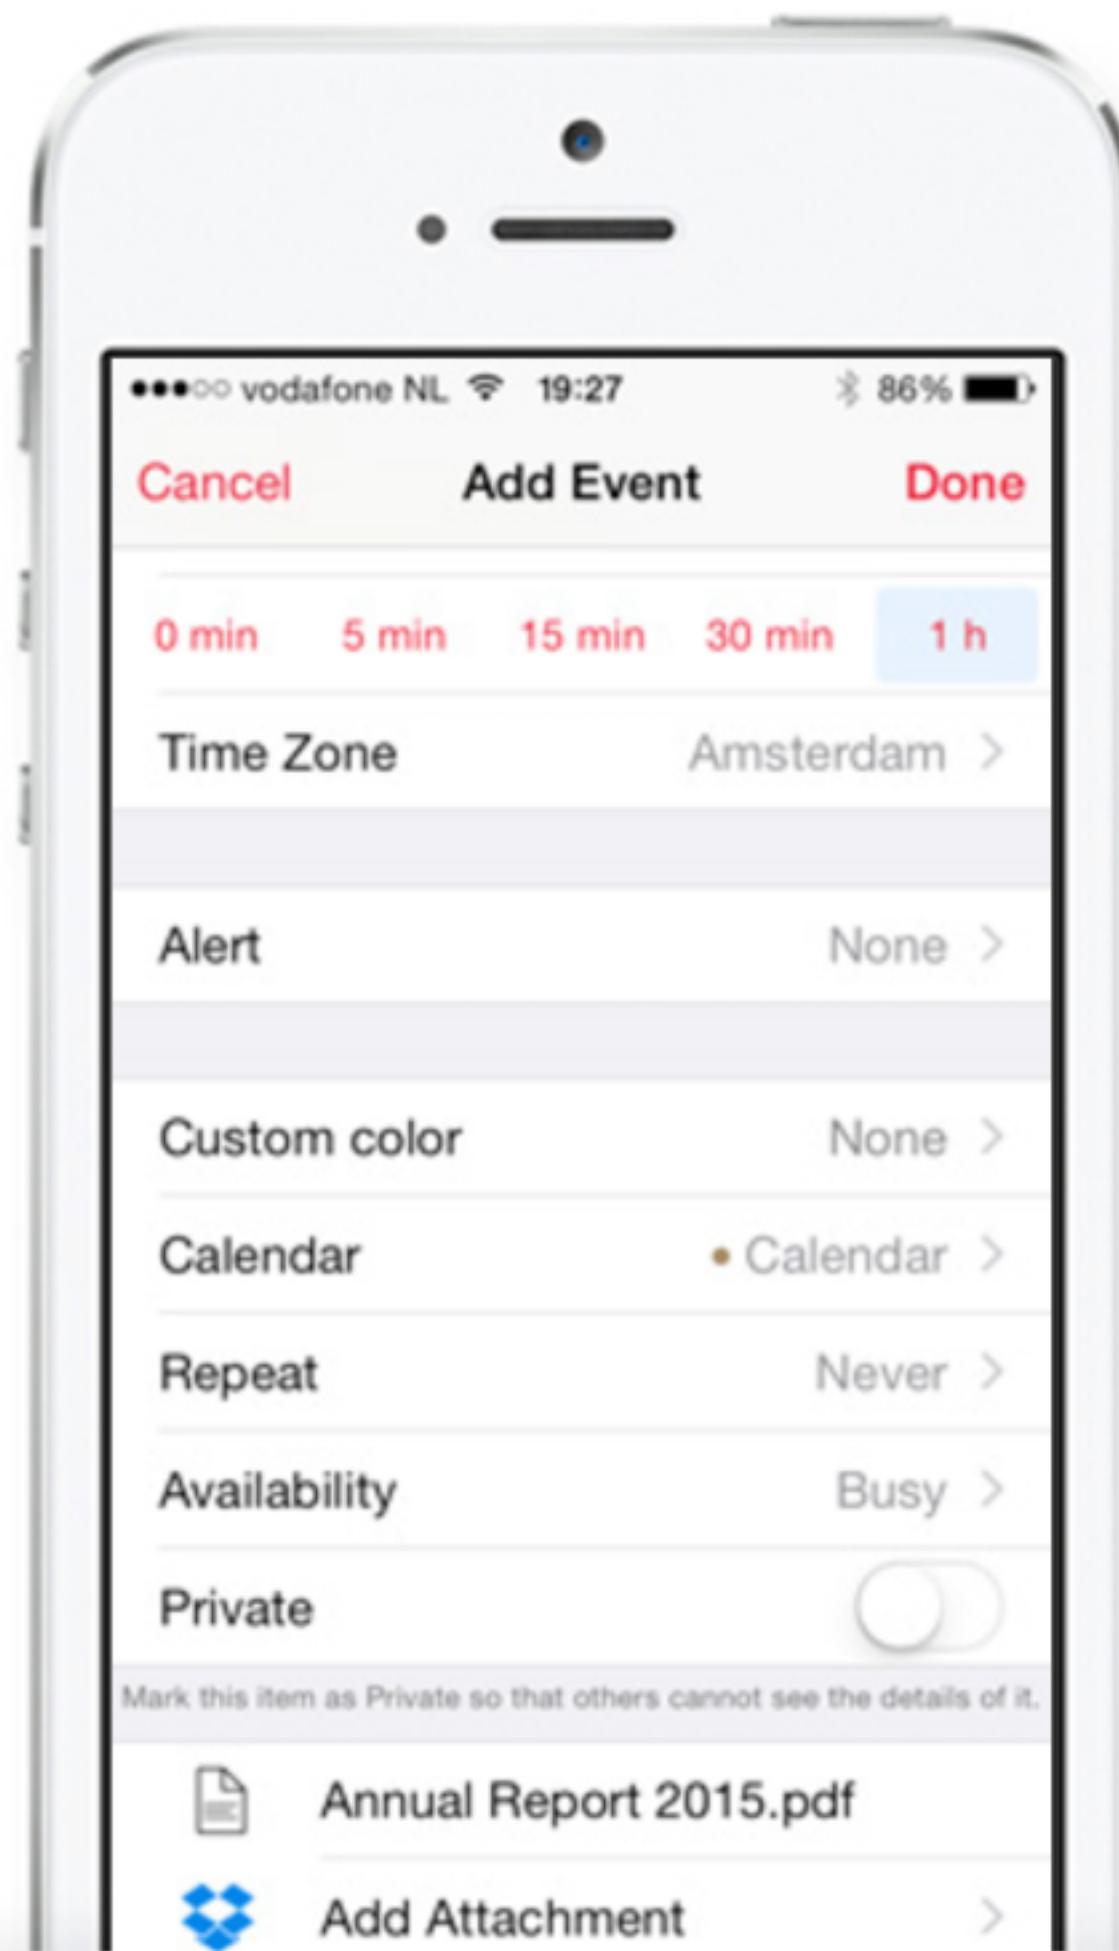 vodafone NL 19:27 86%
Cancel Add Event Done
0 min 5 min 15 min 30 min 1 h
Time Zone Amsterdam
Alert None
Custom color None
Calendar Calendar
Repeat Never
Availability Busy
Private
Mark this item as Private so that others cannot see the details of it.
Annual Report 2015.pdf
Add Attachment